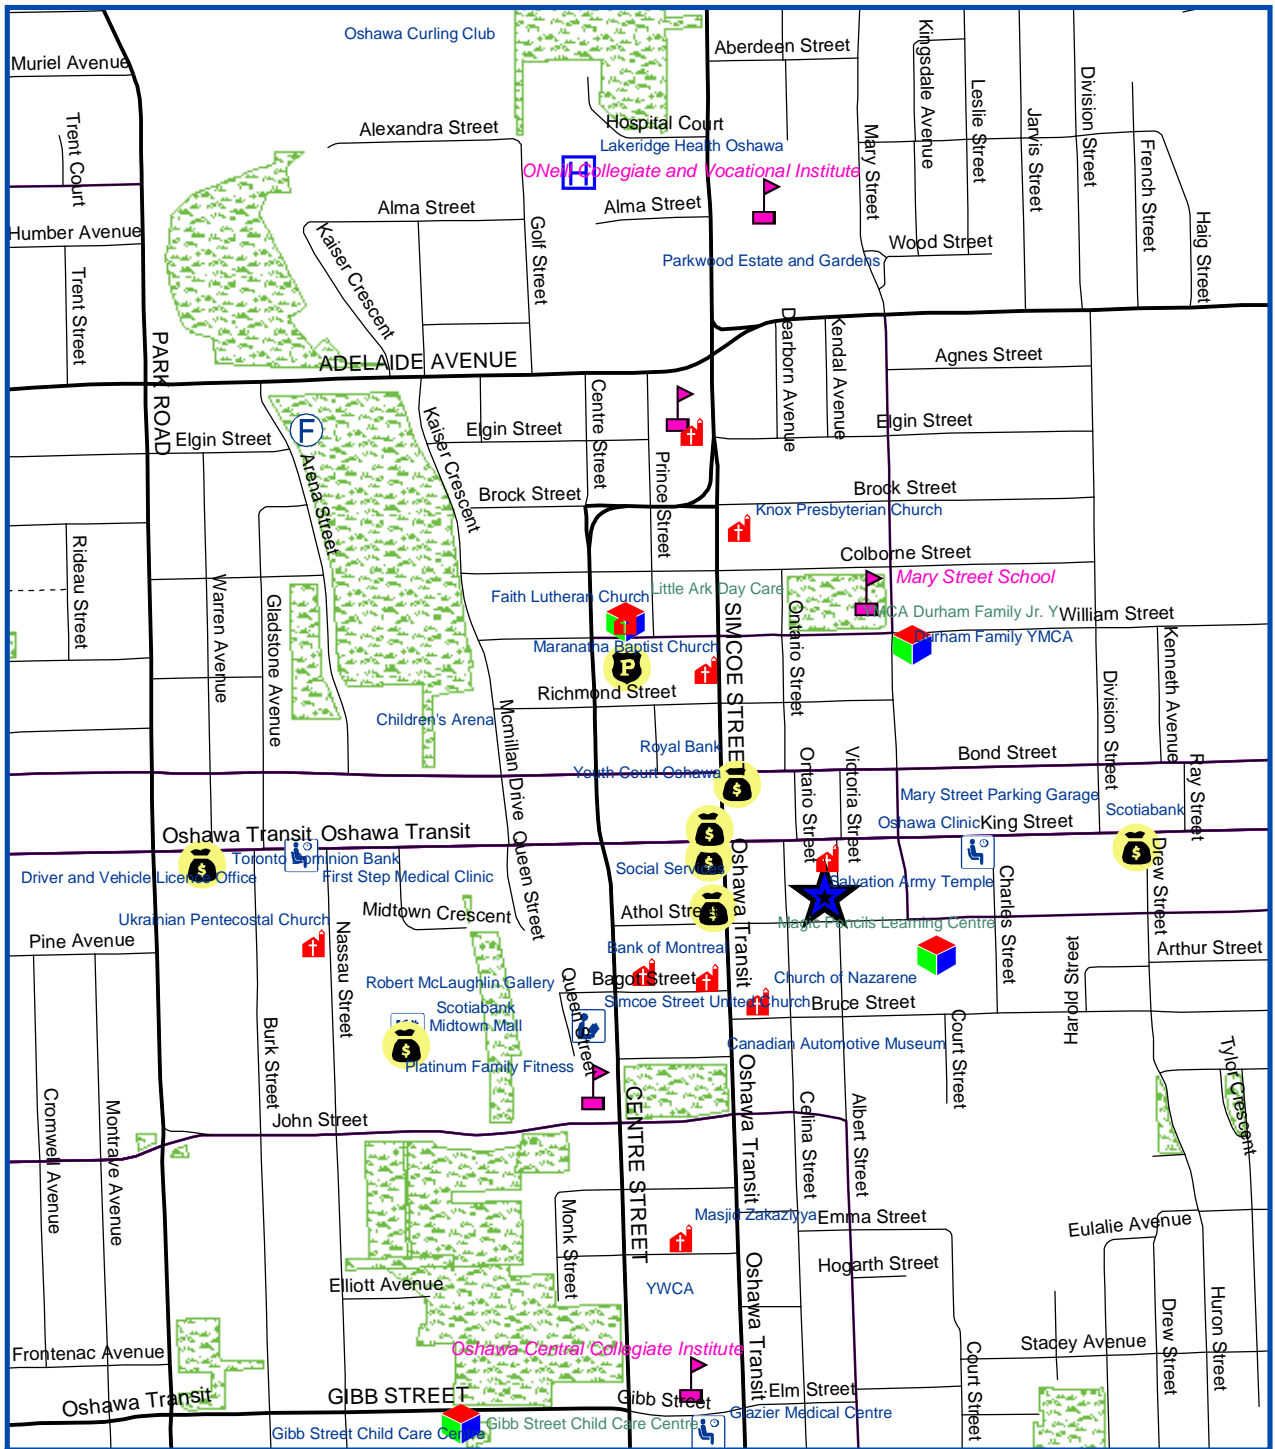 Oshawa Curling Club
Aberdeen Street
Muriel Avenue
Kingsdale Avenue
Leslie Street
Division Street
Jarvis Street
Trent Court
Alexandra Street
Hospital Court
Mary Street
French Street
Lakeridge Health Oshawa
H
ONeill Collegiate and Vocational Institute
Alma Street
Alma Street
Humber Avenue
Kaiser Crescent
Golf Street
Wood Street
Haig Street
Parkwood Estate and Gardens
Trent Street
Dearborn Avenue
Kendal Avenue
PARK ROAD
ADELAIDE AVENUE
Agnes Street
Centre Street
Kaiser Crescent
F
Elgin Street
Elgin Street
Elgin Street
Arena Street
Prince Street
Brock Street
Brock Street
Knox Presbyterian Church
Colborne Street
Rideau Street
Warren Avenue
Gladstone Avenue
Little Ark Day Care
Mary Street School
Faith Lutheran Church
SIMCOE STREET
Ontario Street
YMCA Durham Family Jr. Y
William Street
Durham Family YMCA
Kenneth Avenue
Maranatha Baptist Church
P
Richmond Street
Division Street
Children's Arena
Mcmillan Drive
Royal Bank
Youth Court Oshawa
Ontario Street
Victoria Street
Bond Street
Ray Street
$
Mary Street Parking Garage
Scotiabank
Oshawa Clinic
King Street
Oshawa Transit
Oshawa Transit
$
$
$
$
Toronto Dominion Bank
Driver and Vehicle Licence Office
First Step Medical Clinic
Queen Street
Social Services
Oshawa Transit
Salvation Army Temple
Charles Street
Drew Street
Ukrainian Pentecostal Church
Midtown Crescent
Athol Street
$
Magic Pencils Learning Centre
Pine Avenue
Nassau Street
Bank of Montreal
Harold Street
Arthur Street
Robert McLaughlin Gallery
Queen Street
Bagot Street
Church of Nazarene
Scotiabank
Simcoe Street United Church
Bruce Street
Midtown Mall
$
Burk Street
Canadian Automotive Museum
Court Street
Tylor Crescent
Platinum Family Fitness
Cromwell Avenue
Montrave Avenue
John Street
CENTRE STREET
Oshawa Transit
Celina Street
Albert Street
Monk Street
Masjid Zakaziyya
Emma Street
Eulalie Avenue
Elliott Avenue
YWCA
Oshawa Transit
Hogarth Street
Drew Street
Huron Street
Frontenac Avenue
Oshawa Central Collegiate Institute
Court Street
Stacey Avenue
Oshawa Transit
GIBB STREET
Gibb Street
Elm Street
Gibb Street Child Care Centre
Gibb Street Child Care Centre
Glazier Medical Centre